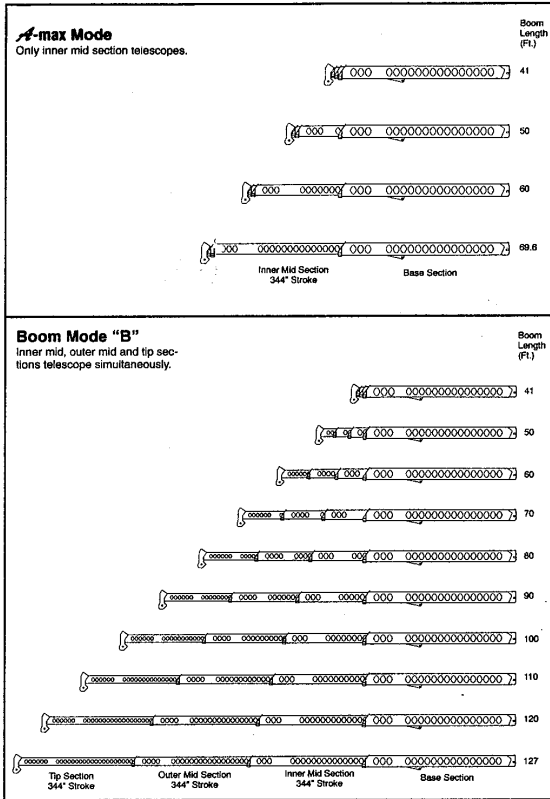 A-max Mode
Only inner mid section telescopes.
Boom
Length
(Ft.)
41
50
60
69.6
Inner Mid Section
344" Stroke
Base Section
Boom Mode "B"
Inner mid, outer mid and tip sec-
tions telescope simultaneously.
Boom
Length
(Ft.)
41
50
60
70
80
90
100
110
120
127
Tip Section
344" Stroke
Outer Mid Section
344" Stroke
Inner Mid Section
344" Stroke
Base Section